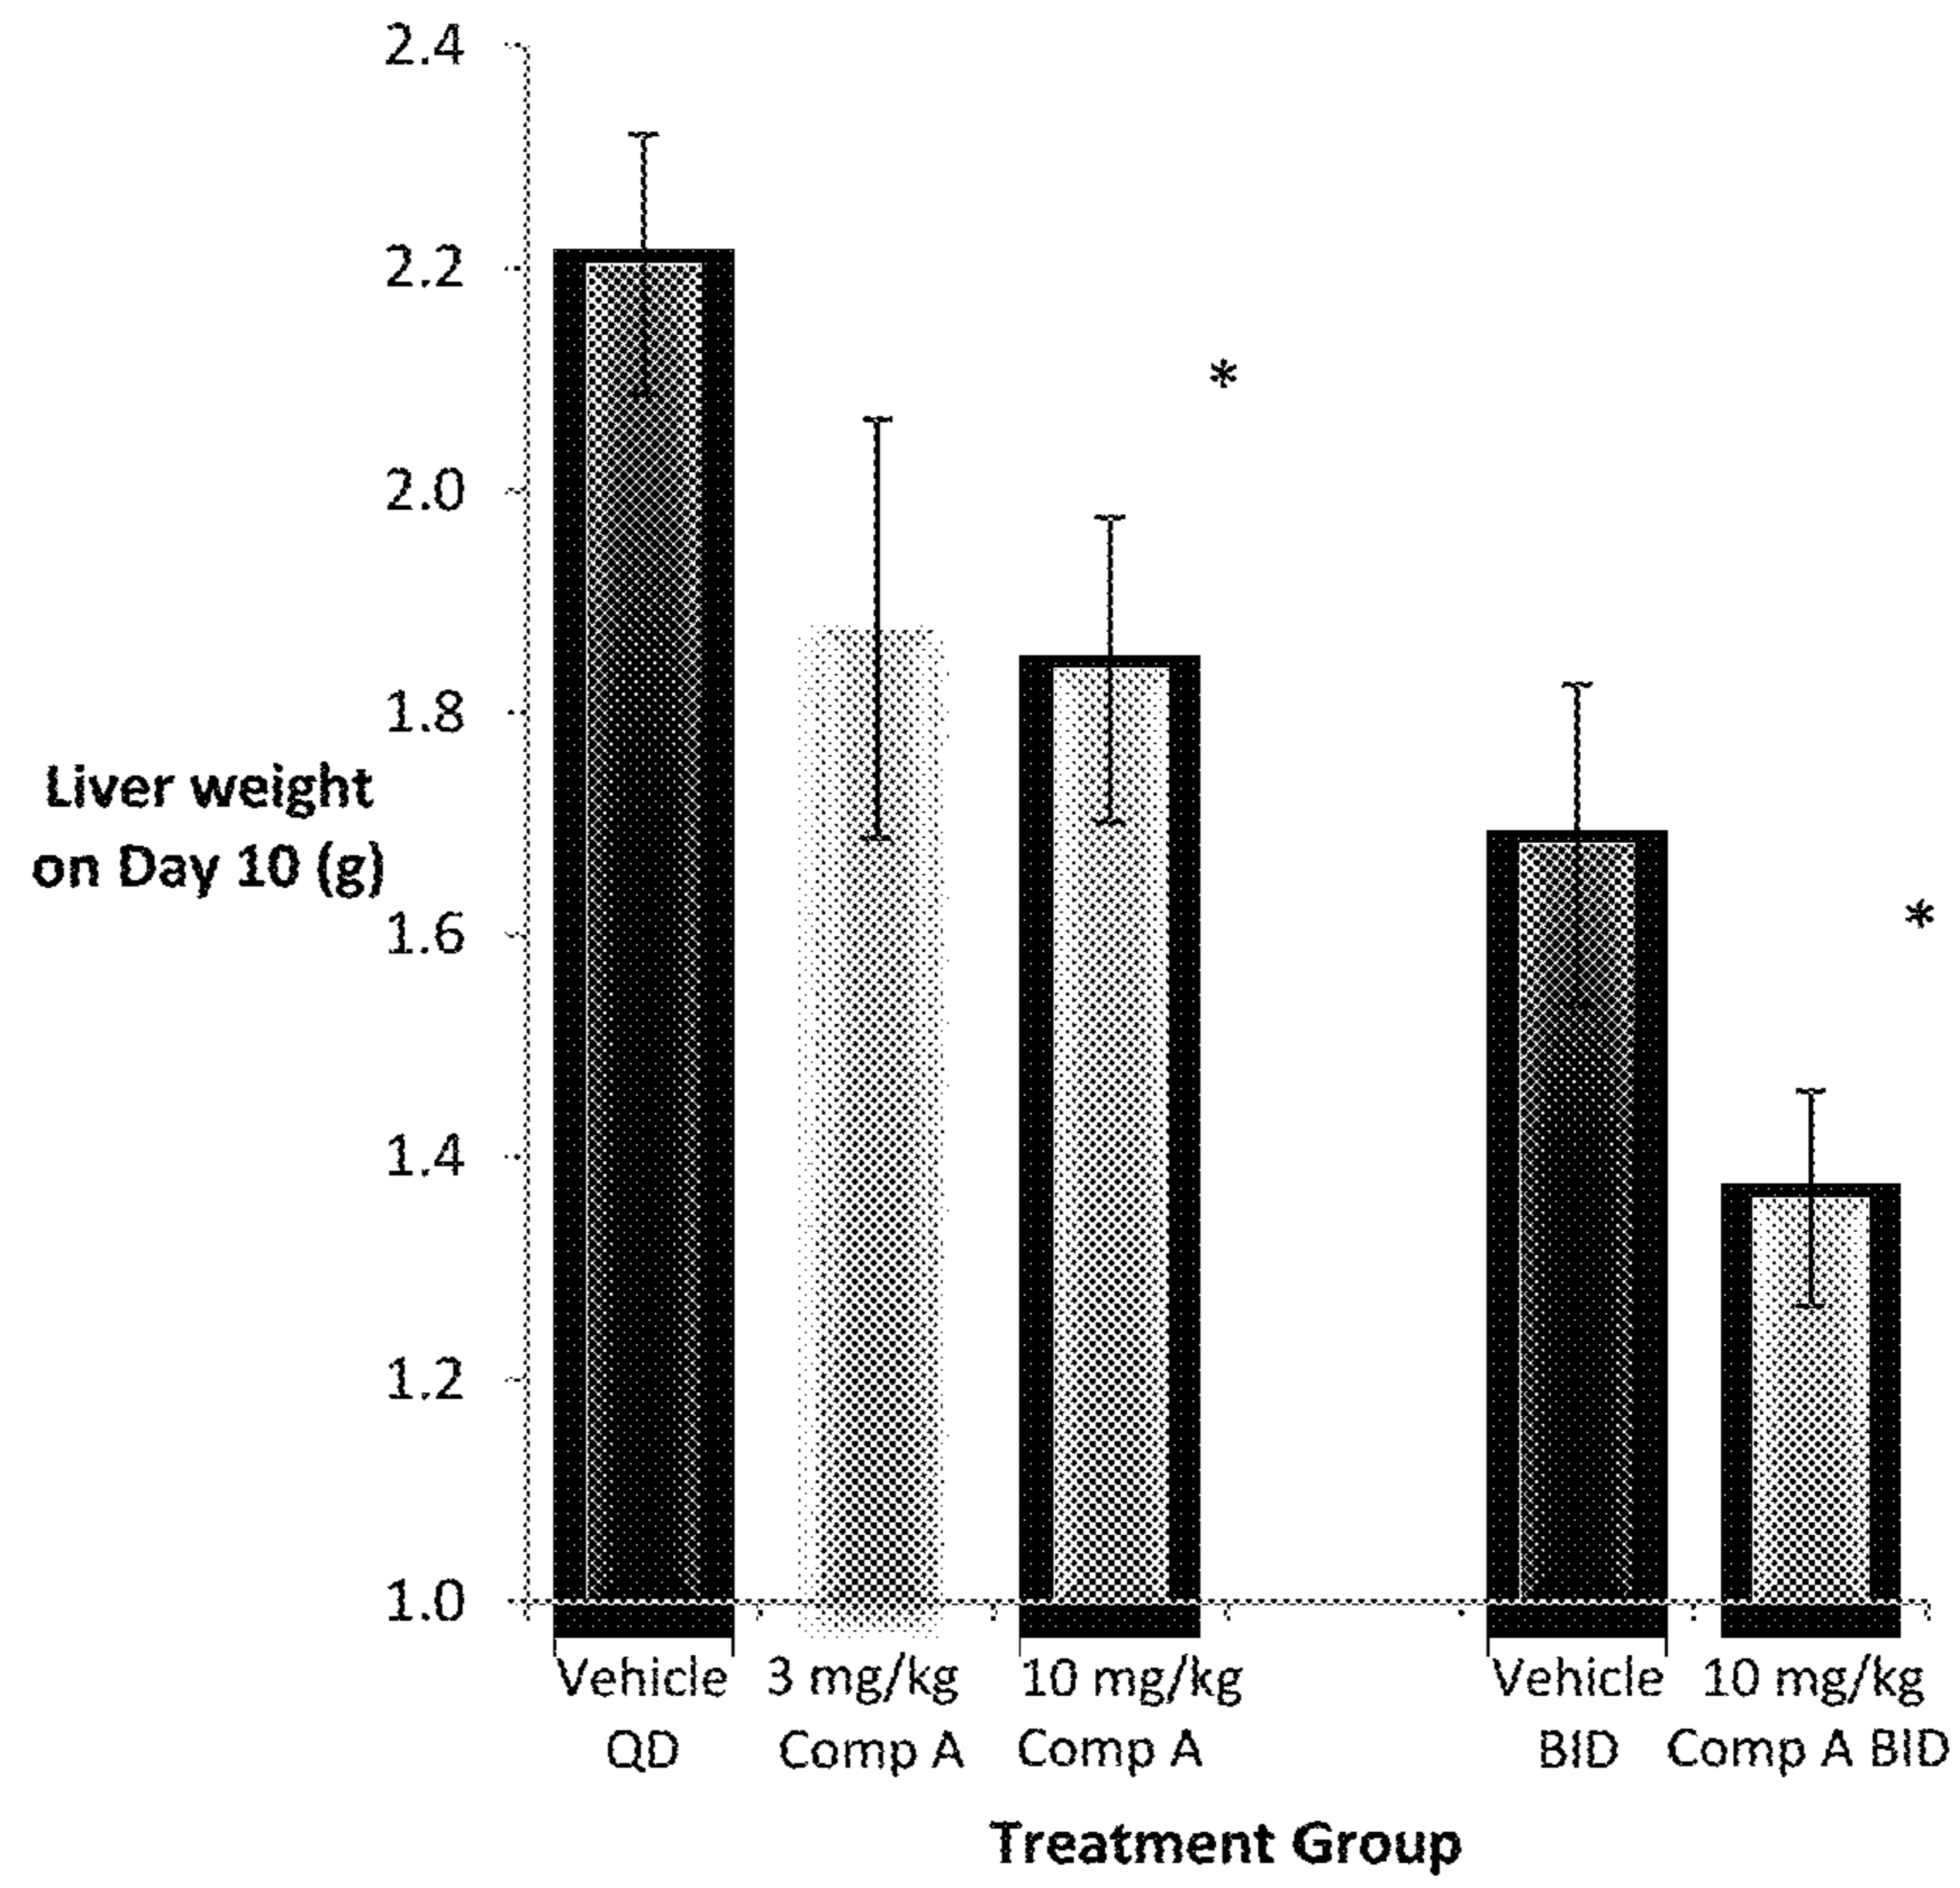 2.4
2.2
*
2.0
1.8
Liver weight
on Day 10 (g)
1.6
*
1.4
1.2
1.0
Vehicle 3 mg/kg 10 mg/kg Vehicle 10 mg/kg
QD Comp A Comp A BID Comp A BID
Treatment Group